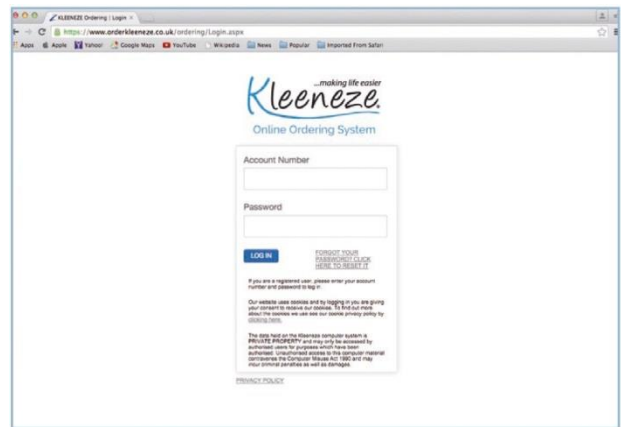 KLEENEZE Ordering | Login
https://www.orderkleeneze.co.uk/ordering/Login.aspx
Apps Apple Yahoo! Google Maps YouTube Wikipedia News Popular Imported From Safari
...making life easier
Kleeneze.
Online Ordering System
Account Number
Password
LOG IN
FORGOT YOUR
PASSWORD? CLICK
HERE TO RESET IT
If you are a registered user, please enter your account
number and password to log in
Our website uses cookies and by logging in you are giving
your consent to receive our cookies. To find out more
about the cookies we use see our cookie privacy policy by
clicking here.
The data held on the Kleeneze computer system is
PRIVATE PROPERTY and may only be accessed by
authorised users for purposes which have been
authorised. Unauthorised access to this computer material
contravenes the Computer Misuse Act 1990 and may
incur criminal penalties as well as damages.
PRIVACY POLICY